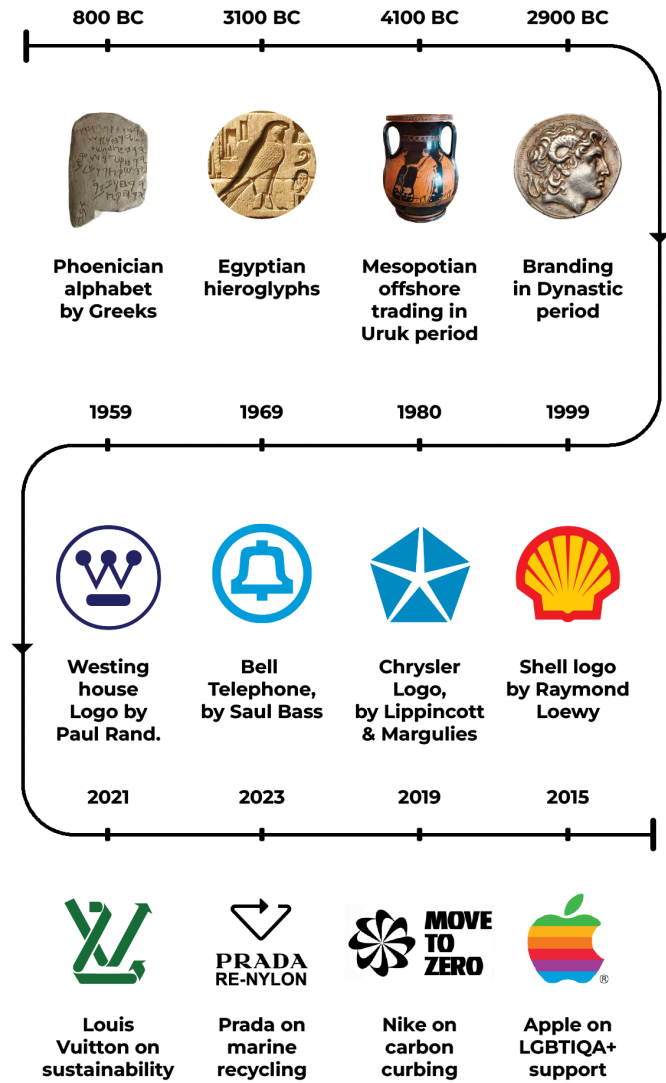 800 BC
3100 BC
4100 BC
2900 BC
Phoenician
alphabet
by Greeks
Egyptian
hieroglyphs
Mesopotian
offshore
trading in
Uruk period
Branding
in Dynastic
period
1959
1969
1980
1999
Westing
house
Logo by
Paul Rand.
Bell
Telephone,
by Saul Bass
Chrysler
Logo,
by Lippincott
& Margulies
Shell logo
by Raymond
Loewy
2021
2023
2019
2015
PRADA
RE-NYLON
MOVE
TO
ZERO
®
Louis
Vuitton on
sustainability
Prada on
marine
recycling
Nike on
carbon
curbing
Apple on
LGBTIQA+
support